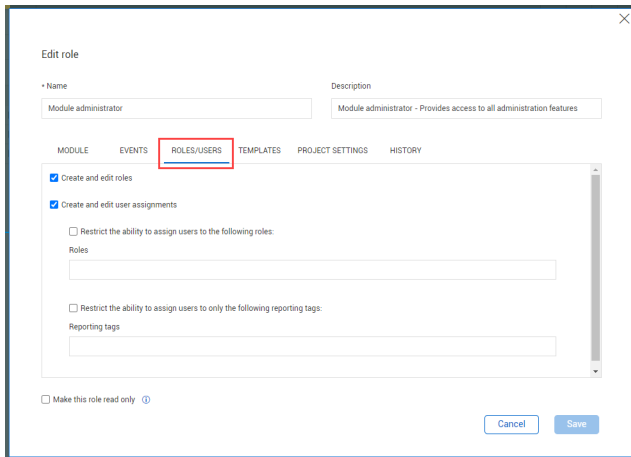 Edit role
• Name
Description
Module administrator
Module administrator - Provides access to all administration features
MODULE EVENTS ROLES/USERS TEMPLATES PROJECT SETTINGS HISTORY
Create and edit roles
Create and edit user assignments
Restrict the ability to assign users to the following roles:
Roles
Restrict the ability to assign users to only the following reporting tags:
Reporting tags
Make this role read only
Cancel Save